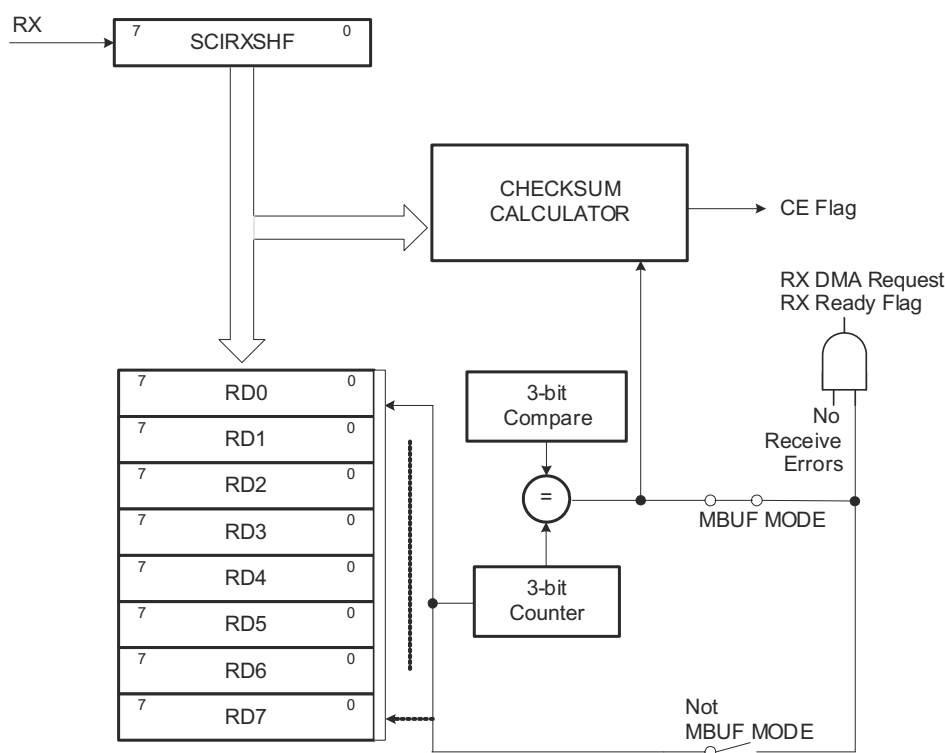 RX
7 SCIRXSHF 0
CHECKSUM
CALCULATOR
CE Flag
RX DMA Request
RX Ready Flag
7 RD0 0
7 RD1 0
7 RD2 0
7 RD3 0
7 RD4 0
7 RD5 0
7 RD6 0
7 RD7 0
3-bit
Compare
=
3-bit
Counter
No
Receive
Errors
MBUF MODE
Not
MBUF MODE